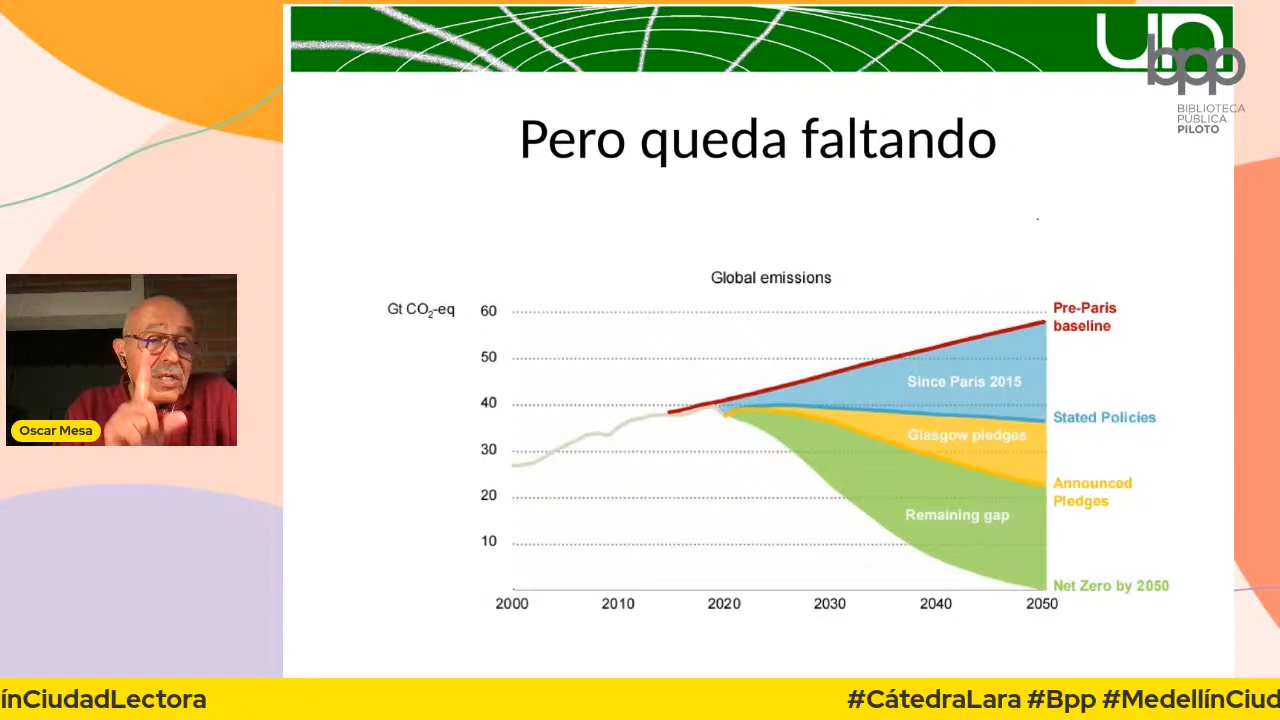 un
bpp
BIBLIOTECA
PÚBLICA
PILOTO
Pero queda faltando
Global emissions
Gt CO₂-eq
60
50
40
30
20
10
Pre-Paris
baseline
Since Paris 2015
Stated Policies
Glasgow pledges
Announced
Pledges
Remaining gap
Net Zero by 2050
2000 2010 2020 2030 2040 2050
Oscar Mesa
ínCiudadLectora #CátedraLara #Bpp #MedellínCiud